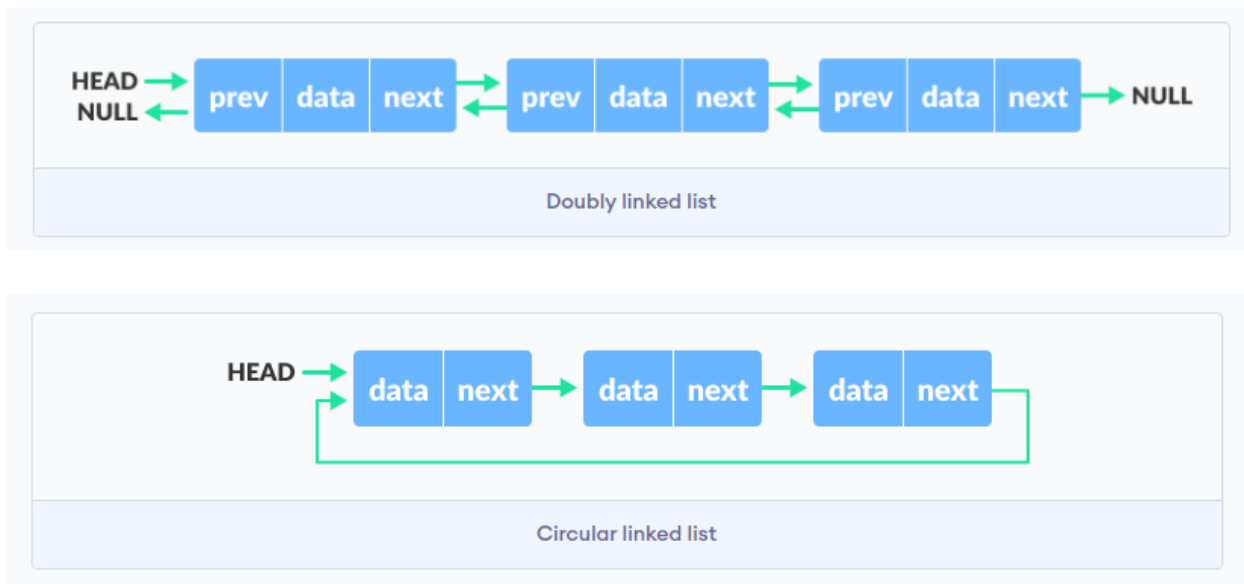 HEAD
NULL
prev data next prev data next prev data next NULL
Doubly linked list
HEAD
data next data next data next
Circular linked list